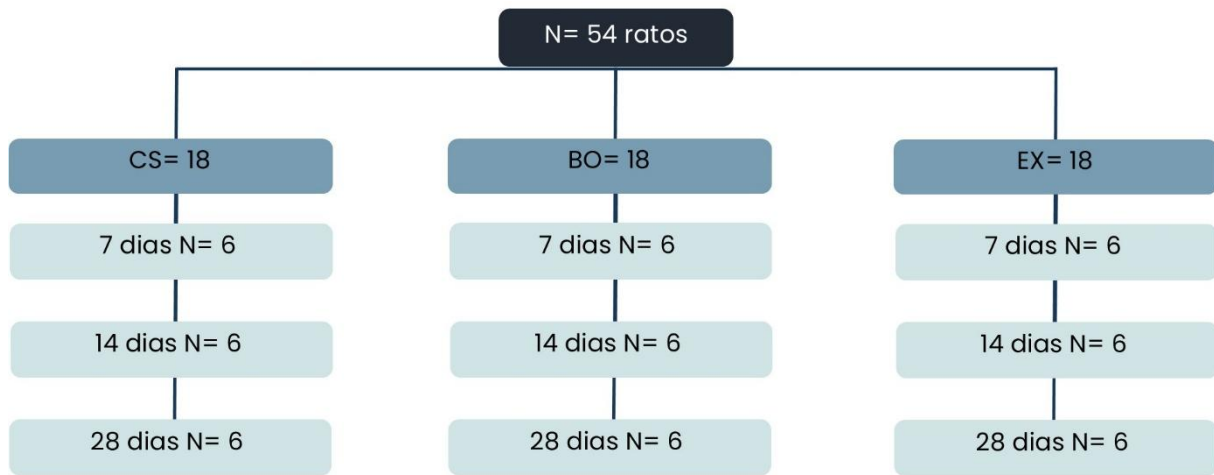 N= 54 ratos
CS= 18
BO= 18
EX= 18
7 dias N= 6
7 dias N= 6
7 dias N= 6
14 dias N= 6
14 dias N= 6
14 dias N= 6
28 dias N= 6
28 dias N= 6
28 dias N= 6